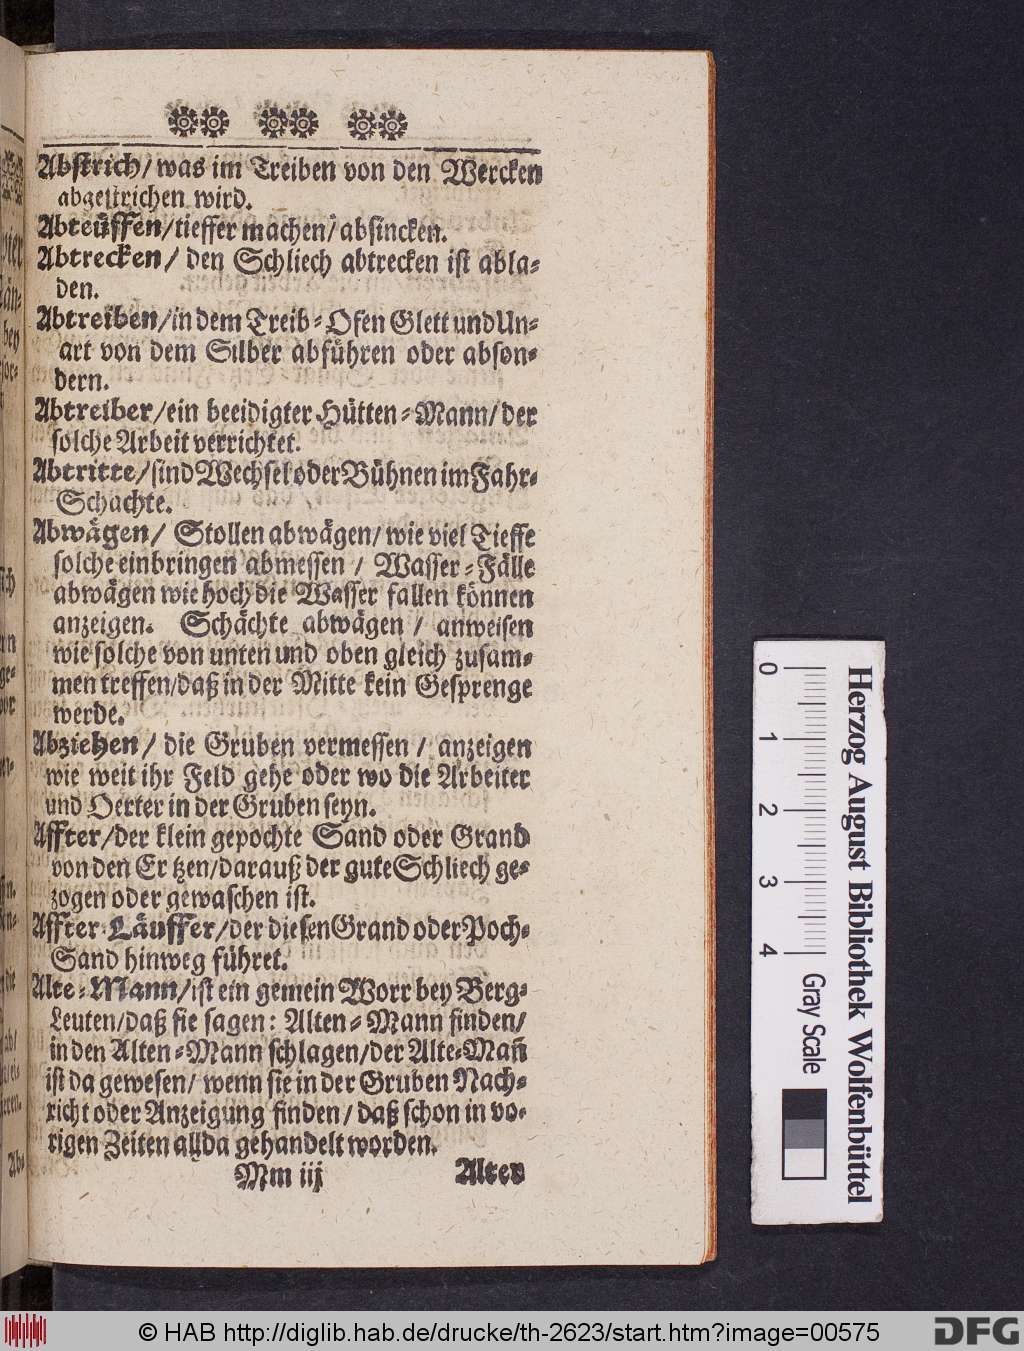 Abstrich/was im Treiben von den Wercken
abgestrichen wird.
Abteüffen/tieffer machen/absincken.
Abtrecken/ den Schliech abtrecken ist abla-
den.
Abtreiben/in dem Treib-Ofen Glett und Un-
art von dem Silber abführen oder abson-
dern.
Abtreiber/ein beeidigter Hütten-Mann/der
solche Arbeit verrichtet.
Abtritte/sind Wechsel oder Bühnen im Fahr-
Schachte.
Abwägen/ Stollen abwägen/wie viel Tieffe
solche einbringen abmessen / Wasser-Fälle
abwägen wie hoch die Wasser fallen können
anzeigen. Schächte abwägen / anweisen
wie solche von unten und oben gleich zusam-
men treffen/daß in der Mitte kein Gesprenge
werde.
Abziehen / die Gruben vermessen / anzeigen
wie weit ihr Feld gehe oder wo die Arbeiter
und Oerter in der Gruben seyn.
Affter/der klein gepochte Sand oder Grand
von den Ertzen/darauß der gute Schliech ge-
zogen oder gewaschen ist.
Affter-Läuffer/der diesen Grand oder Poch-
Sand hinweg führet.
Alte-Mann/ist ein gemein Worr bey Berg-
Leuten/daß sie sagen: Alten-Mann finden/
in den Alten-Mann schlagen/der Alte-Mañ
ist da gewesen/ wenn sie in der Gruben Nach-
richt oder Anzeigung finden/daß schon in vo-
rigen Zeiten allda gehandelt worden.
Mm iij Alter
0 1 2 3 4
Gray Scale
Herzog August Bibliothek Wolfenbüttel
© HAB http://diglib.hab.de/drucke/th-2623/start.htm?image=00575
DFG